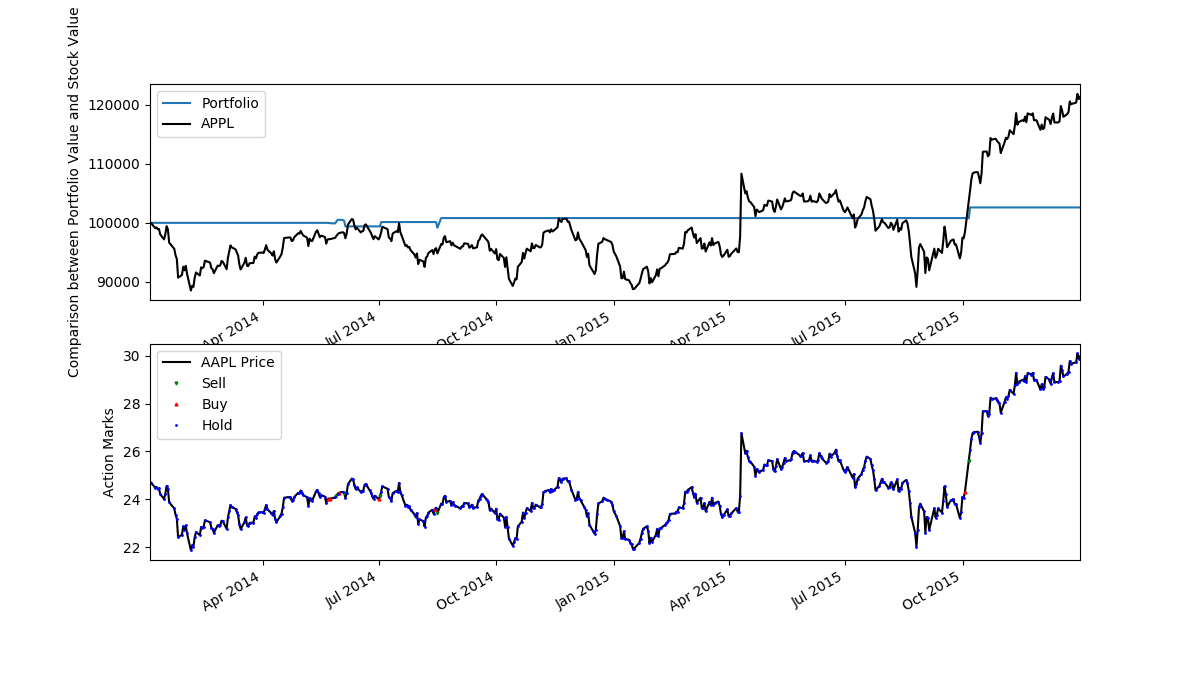 Comparison between Portfolio Value and Stock Value
120000
110000
100000
90000
Portfolio
APPL
Apr 2014
Jul 2014
Oct 2014
Jan 2015
Apr 2015
Jul 2015
Oct 2015
Action Marks
30
28
26
24
22
AAPL Price
Sell
Buy
Hold
Apr 2014
Jul 2014
Oct 2014
Jan 2015
Apr 2015
Jul 2015
Oct 2015